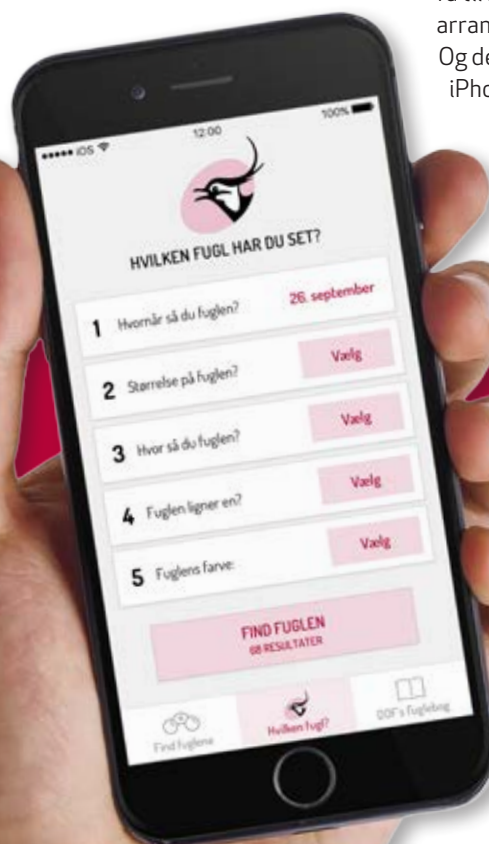 arran
Og de
iPho
iOS
12:00
100%
HVILKEN FUGL HAR DU SET?
1 Hvornår så du fuglen? 26. september
2 Størrelse på fuglen? Vælg
3 Hvor så du fuglen? Vælg
4 Fuglen ligner en? Vælg
5 Fuglens farve: Vælg
FIND FUGLEN
68 RESULTATER
Find fuglene
Hvilken fugl?
DOF's Fuglebog